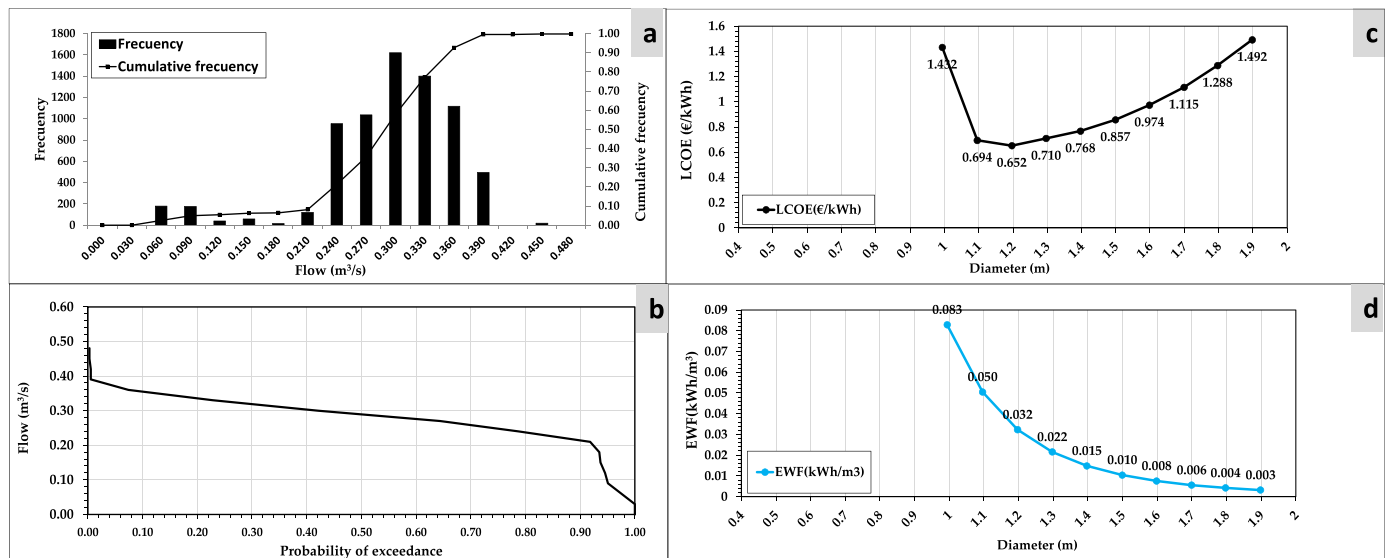 a
Frecuency
Cumulative frecuency
1800
1600
1400
1200
1000
800
600
400
200
0
Frecuency
1.00
0.90
0.80
0.70
0.60
0.50
0.40
0.30
0.20
0.10
0.00
Cumulative frecuency
0.000 0.030 0.060 0.090 0.120 0.150 0.180 0.210 0.240 0.270 0.300 0.330 0.360 0.390 0.420 0.450 0.480
Flow (m³/s)
c
1.6
1.4
1.2
1
0.8
0.6
0.4
0.2
0
LCOE (€/kWh)
1.432 0.694 0.652 0.710 0.768 0.857 0.974 1.115 1.288 1.492
LCOE(€/kWh)
0.4 0.5 0.6 0.7 0.8 0.9 1 1.1 1.2 1.3 1.4 1.5 1.6 1.7 1.8 1.9 2
Diameter (m)
b
0.60
0.50
0.40
0.30
0.20
0.10
0.00
Flow (m³/s)
0.00 0.10 0.20 0.30 0.40 0.50 0.60 0.70 0.80 0.90 1.00
Probability of exceedance
d
0.09
0.08
0.07
0.06
0.05
0.04
0.03
0.02
0.01
0
EWF(kWh/m³)
0.083 0.050 0.032 0.022 0.015 0.010 0.008 0.006 0.004 0.003
EWF(kWh/m3)
0.4 0.5 0.6 0.7 0.8 0.9 1 1.1 1.2 1.3 1.4 1.5 1.6 1.7 1.8 1.9 2
Diameter (m)